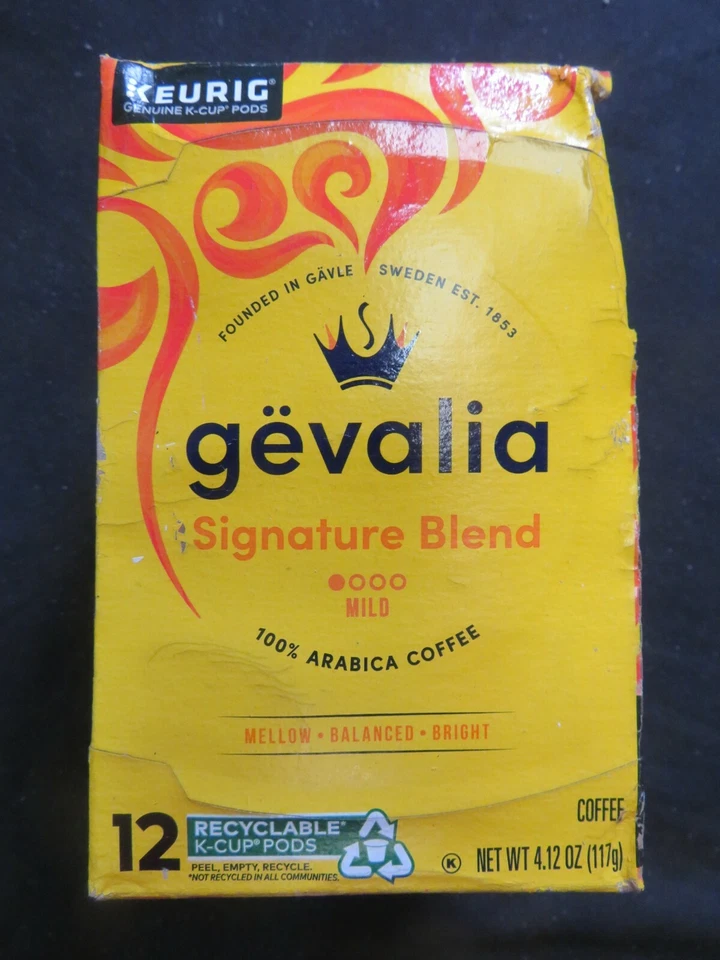 KEURIG®
GENUINE K-CUP® PODS
FOUNDED IN GÄVLE SWEDEN EST. 1853
gëvalia
Signature Blend
MILD
100% ARABICA COFFEE
MELLOW • BALANCED • BRIGHT
COFFEE
12
RECYCLABLE*
K-CUP® PODS
PEEL, EMPTY, RECYCLE.
*NOT RECYCLED IN ALL COMMUNITIES.
K
NET WT 4.12 OZ (117g)